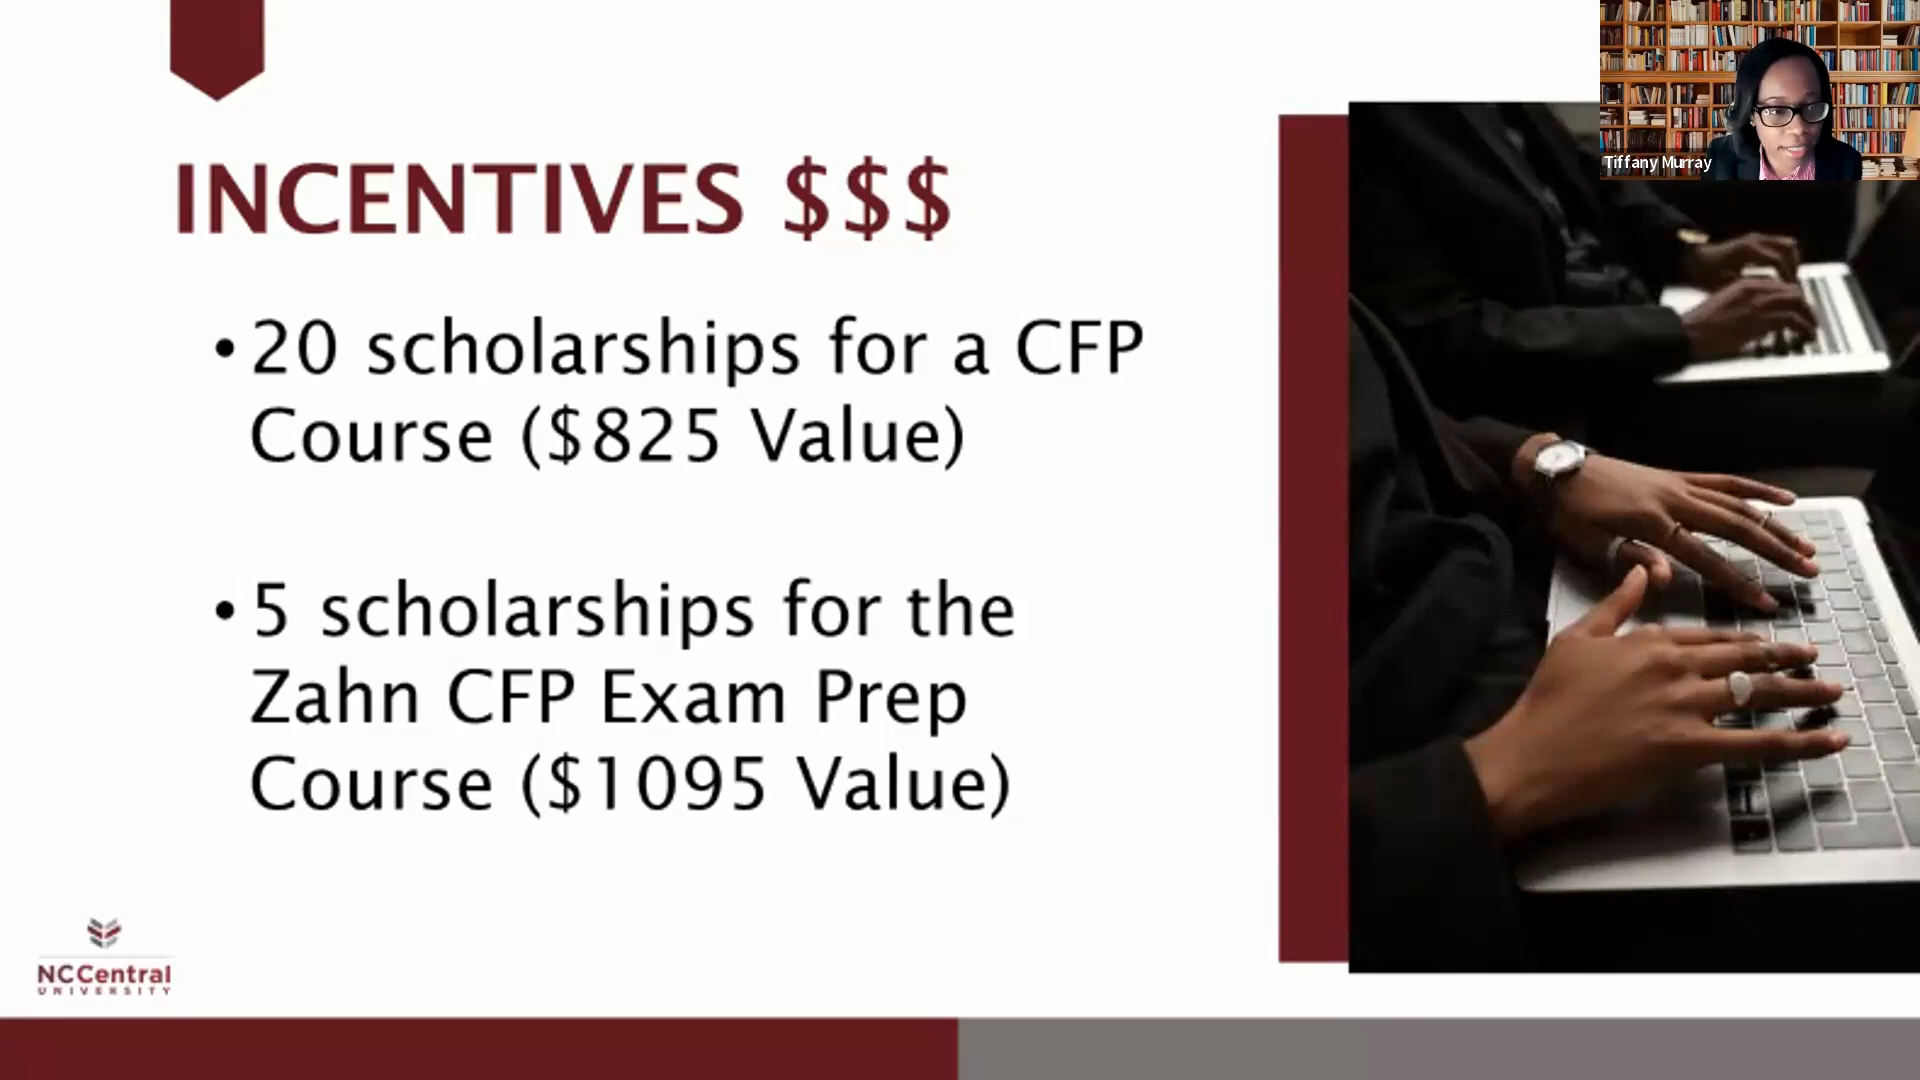 Tiffany Murray
INCENTIVES $$$
•20 scholarships for a CFP
Course ($825 Value)
•5 scholarships for the
Zahn CFP Exam Prep
Course ($1095 Value)
NCCentral
UNIVERSITY